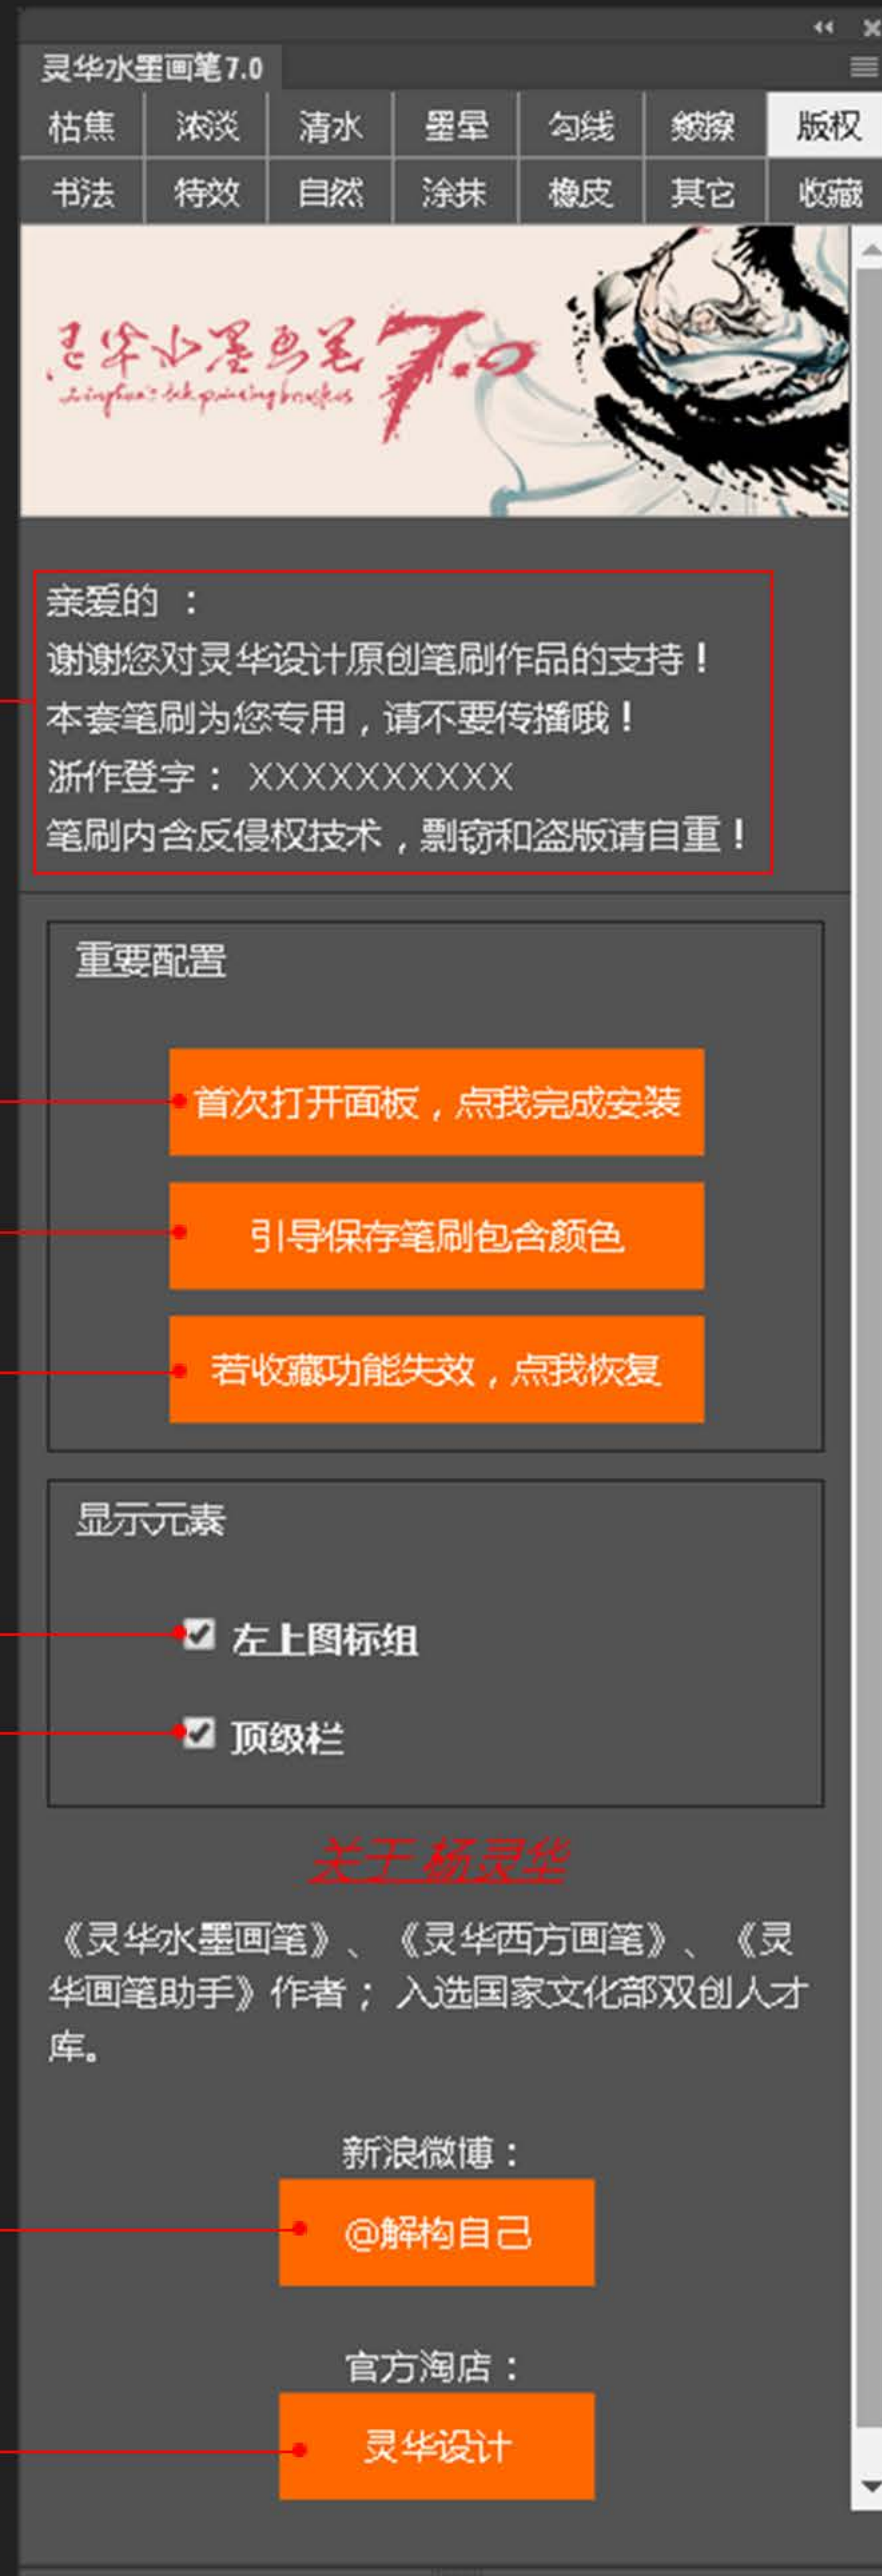 灵华水墨画笔7.0
枯焦 浓淡 清水 墨晕 勾线 皴擦 版权
书法 特效 自然 涂抹 橡皮 其它 收藏
灵华水墨画笔7.0
Linghua's ink painting brushes
亲爱的 ：
谢谢您对灵华设计原创笔刷作品的支持！
本套笔刷为您专用，请不要传播哦！
浙作登字： XXXXXXXXXX
笔刷内含反侵权技术，剽窃和盗版请自重！
重要配置
首次打开面板，点我完成安装
引导保存笔刷包含颜色
若收藏功能失效，点我恢复
显示元素
左上图标组
顶级栏
关于 杨灵华
《灵华水墨画笔》、《灵华西方画笔》、《灵
华画笔助手》作者； 入选国家文化部双创人才
库。
新浪微博：
@解构自己
官方淘店：
灵华设计